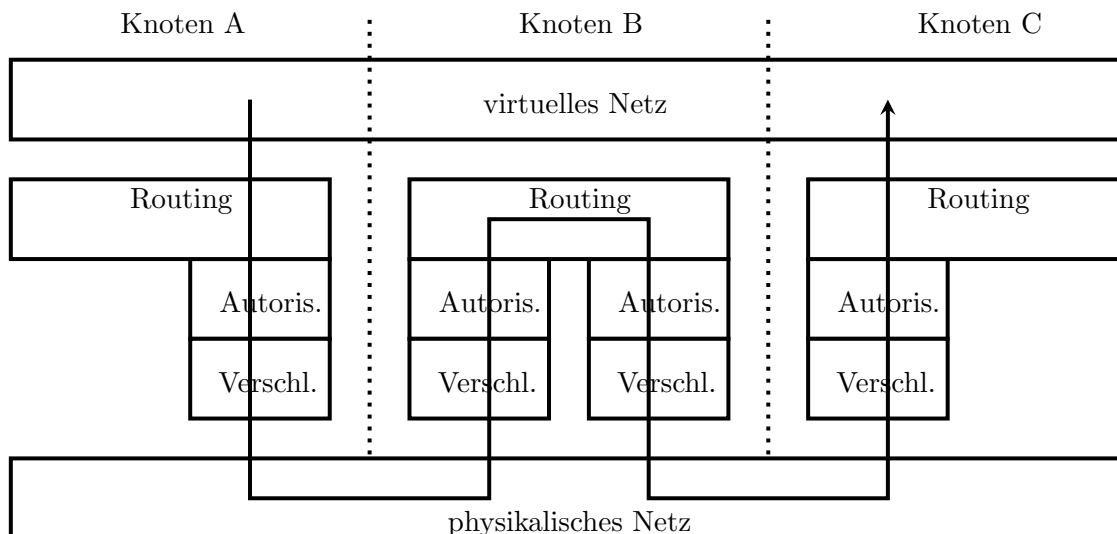 Knoten A Knoten B Knoten C
virtuelles Netz
Routing Routing Routing
Autoris. Autoris. Autoris. Autoris.
Verschl. Verschl. Verschl. Verschl.
physikalisches Netz